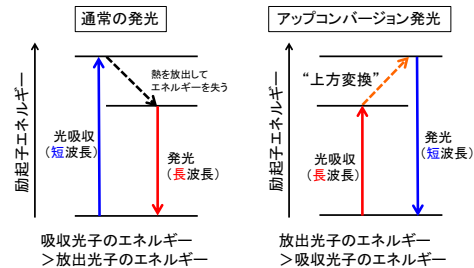 通常の発光
励起子エネルギー
熱を放出して
エネルギーを失う
光吸収
(短波長)
発光
(長波長)
吸収光子のエネルギー
>放出光子のエネルギー
アップコンバージョン発光
励起子エネルギー
“上方変換”
光吸収
(長波長)
発光
(短波長)
放出光子のエネルギー
>吸収光子のエネルギー